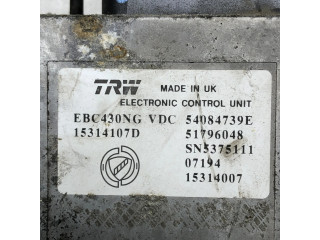 TRW MADE IN UK
ELECTRONIC CONTROL UNIT
EBC430NG VDC 54084739E
15314107D 51796048
SN5375111
07194
15314007